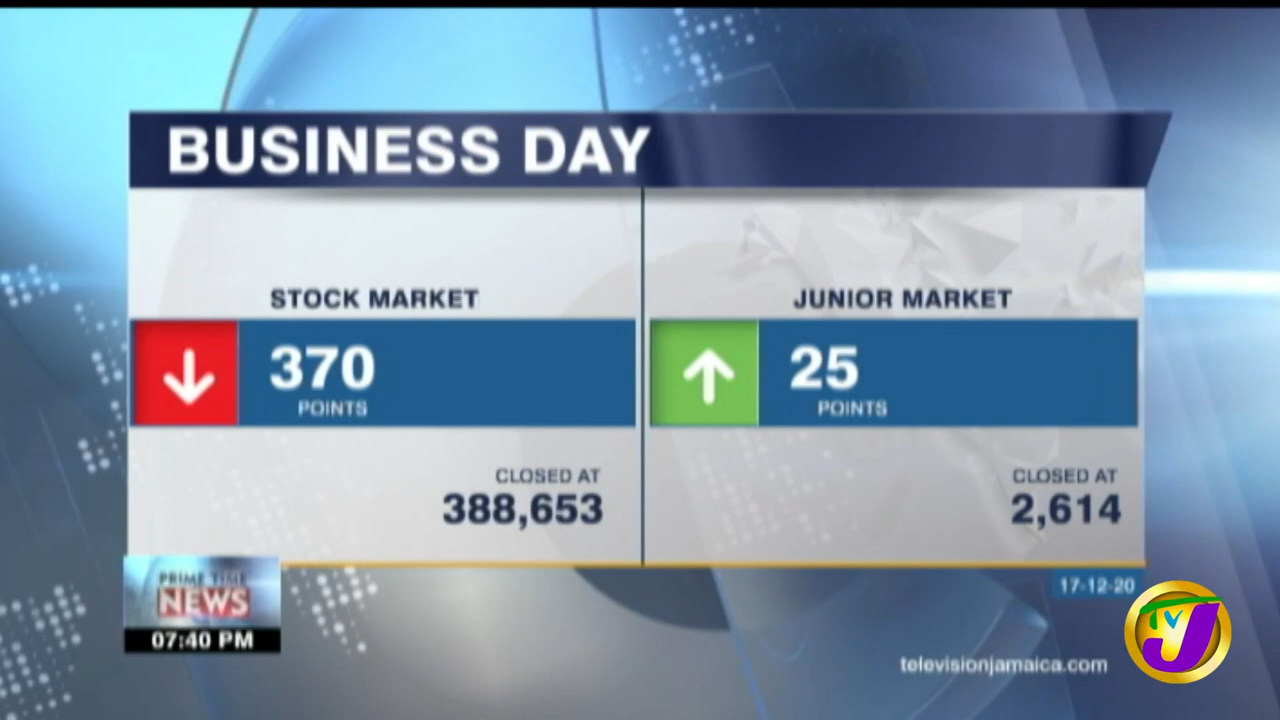 BUSINESS DAY
STOCK MARKET
370
POINTS
CLOSED AT
388,653
JUNIOR MARKET
25
POINTS
CLOSED AT
2,614
PRIME TIME
NEWS
07:40 PM
17-12-20
televisionjamaica.com
TVJ